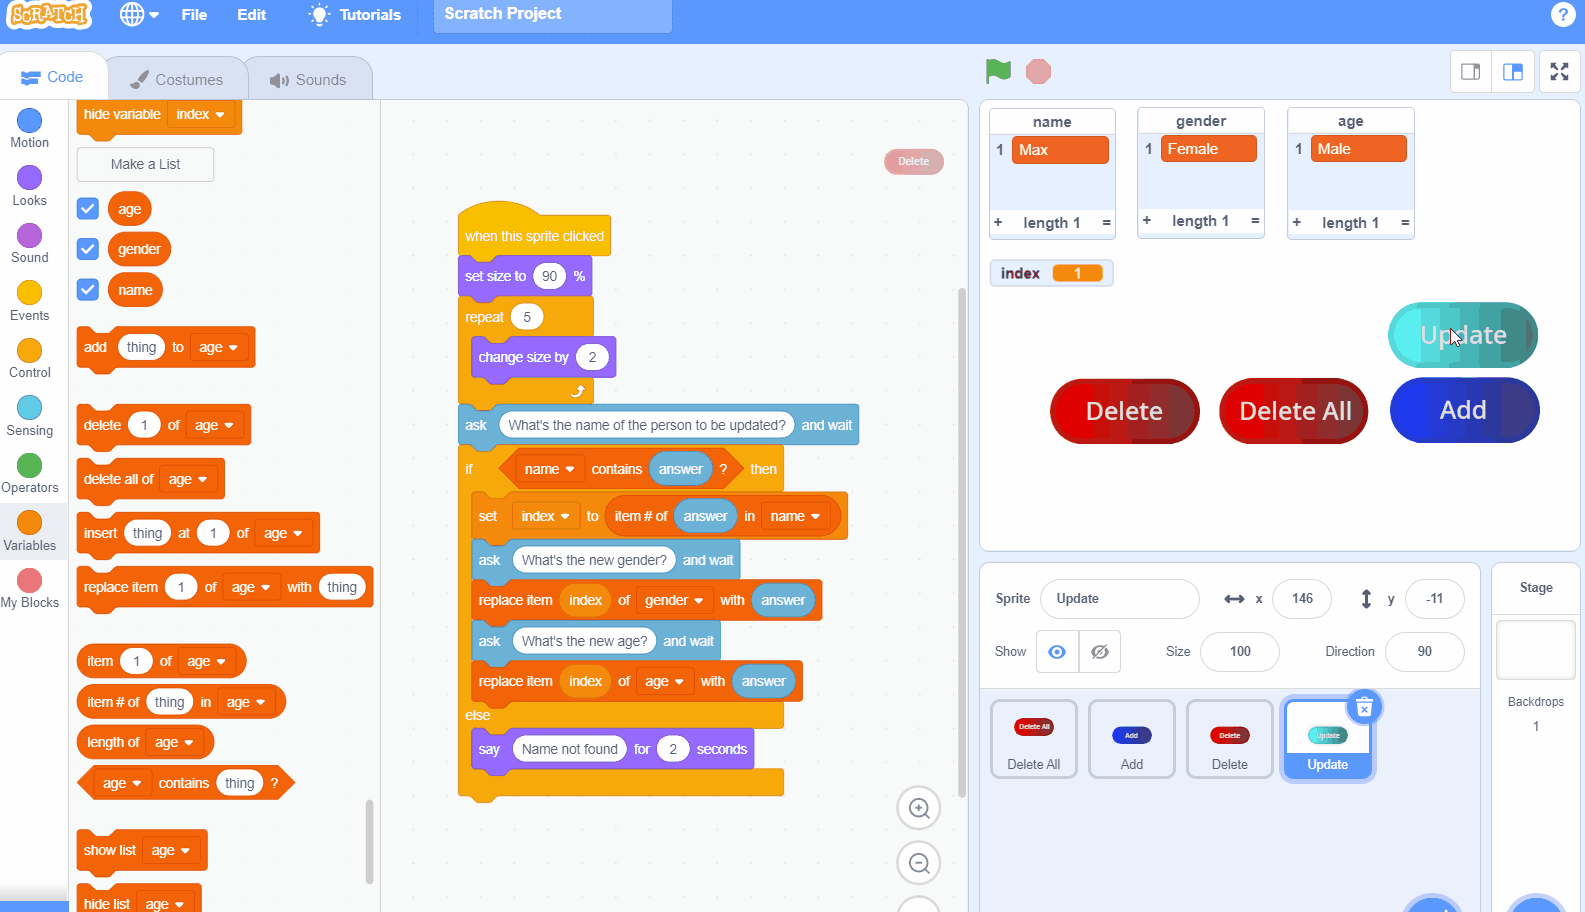 SCRATCH
File Edit Tutorials Scratch Project ?
Code Costumes Sounds
Motion
Looks
Sound
Events
Control
Sensing
Operators
Variables
My Blocks
hide variable index
Make a List
age
gender
name
add thing to age
delete 1 of age
delete all of age
insert thing at 1 of age
replace item 1 of age with thing
item 1 of age
item # of thing in age
length of age
age contains thing ?
show list age
hide list age
Delete
when this sprite clicked
set size to 90 %
repeat 5
change size by 2
ask What's the name of the person to be updated? and wait
if name contains answer ? then
set index to item # of answer in name
ask What's the new gender? and wait
replace item index of gender with answer
ask What's the new age? and wait
replace item index of age with answer
else
say Name not found for 2 seconds
name
1 Max
+ length 1 =
gender
1 Female
+ length 1 =
age
1 Male
+ length 1 =
index 1
Update
Delete Delete All Add
Sprite Update x 146 y -11
Show Size 100 Direction 90
Delete All
Delete All
Add
Add
Delete
Delete
Update
Update
Stage
Backdrops
1